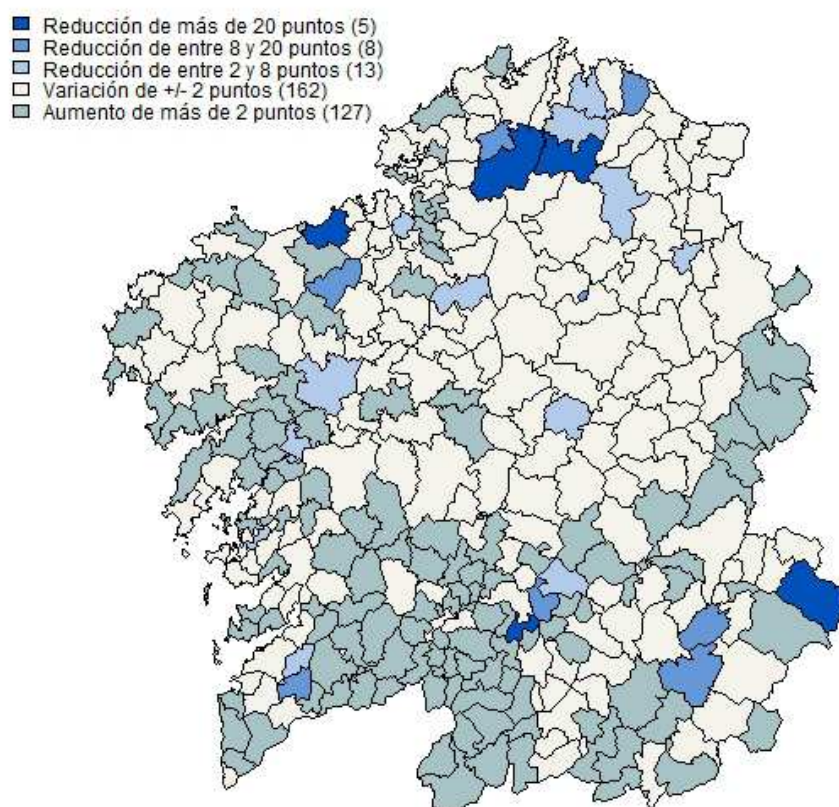 Reducción de más de 20 puntos (5)
Reducción de entre 8 y 20 puntos (8)
Reducción de entre 2 y 8 puntos (13)
Variación de +/- 2 puntos (162)
Aumento de más de 2 puntos (127)